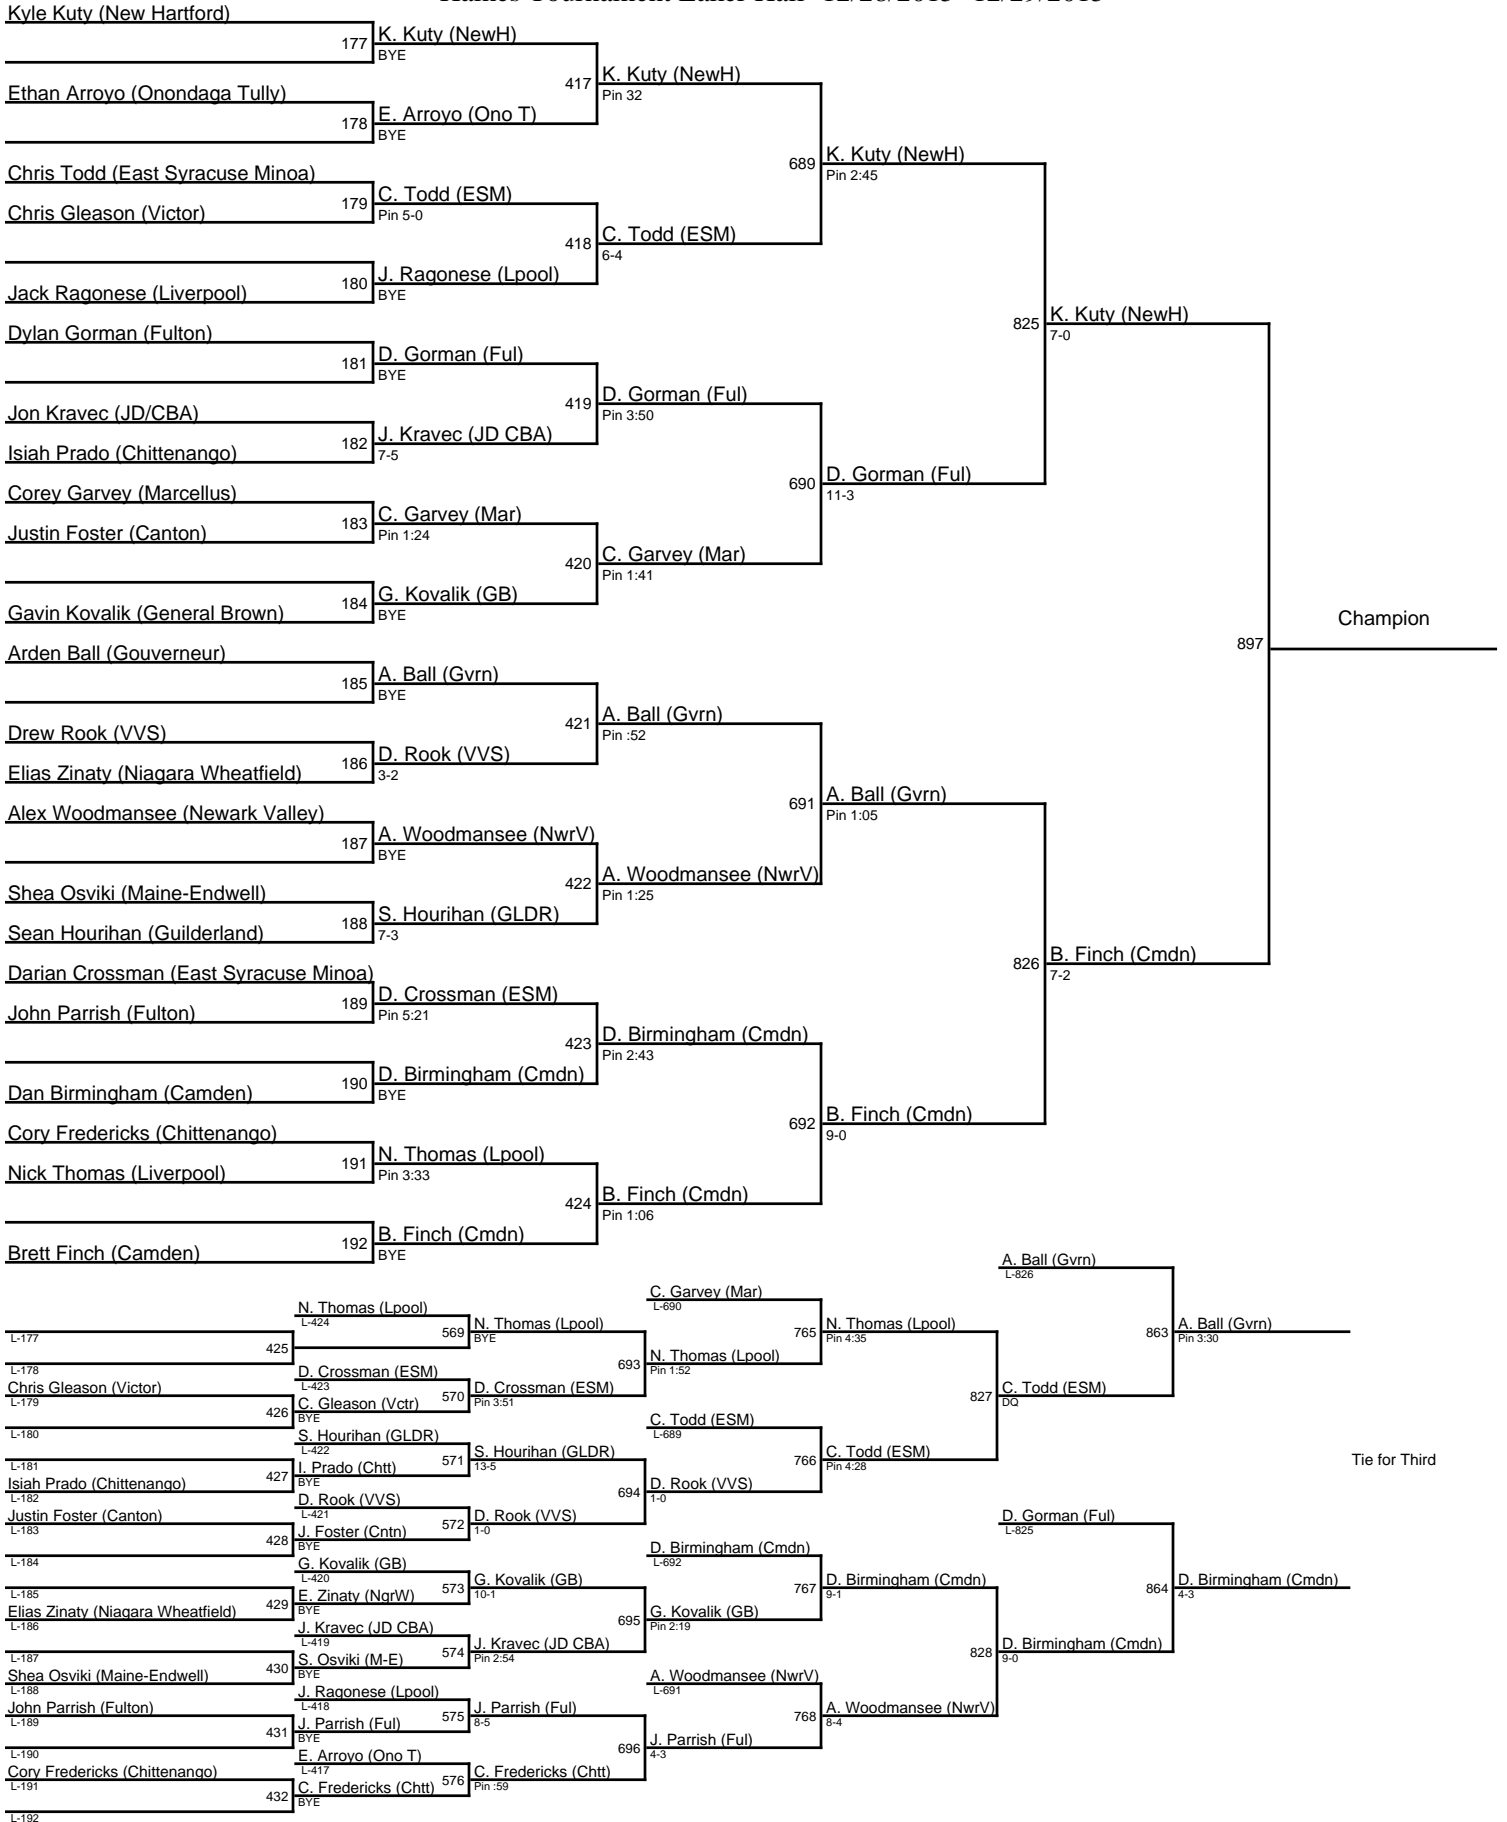 Kyle Kuty (New Hartford)
177 K. Kuty (NewH)
BYE
417 K. Kuty (NewH)
Pin 32
Ethan Arroyo (Onondaga Tully)
178 E. Arroyo (Ono T)
BYE
689 K. Kuty (NewH)
Pin 2:45
Chris Todd (East Syracuse Minoa)
179 C. Todd (ESM)
Pin 5-0
Chris Gleason (Victor)
418 C. Todd (ESM)
6-4
180 J. Ragonese (Lpool)
BYE
Jack Ragonese (Liverpool)
825 K. Kuty (NewH)
7-0
Dylan Gorman (Fulton)
181 D. Gorman (Ful)
BYE
419 D. Gorman (Ful)
Pin 3:50
Jon Kravec (JD/CBA)
182 J. Kravec (JD CBA)
7-5
Isiah Prado (Chittenango)
690 D. Gorman (Ful)
11-3
Corey Garvey (Marcellus)
183 C. Garvey (Mar)
Pin 1:24
Justin Foster (Canton)
420 C. Garvey (Mar)
Pin 1:41
184 G. Kovalik (GB)
BYE
Gavin Kovalik (General Brown)
Champion
897
Arden Ball (Gouverneur)
185 A. Ball (Gvrn)
BYE
421 A. Ball (Gvrn)
Pin :52
Drew Rook (VVS)
186 D. Rook (VVS)
3-2
Elias Zinaty (Niagara Wheatfield)
691 A. Ball (Gvrn)
Pin 1:05
Alex Woodmansee (Newark Valley)
187 A. Woodmansee (NwrV)
BYE
422 A. Woodmansee (NwrV)
Pin 1:25
Shea Osviki (Maine-Endwell)
188 S. Hourihan (GLDR)
7-3
Sean Hourihan (Guilderland)
826 B. Finch (Cmdn)
7-2
Darian Crossman (East Syracuse Minoa)
189 D. Crossman (ESM)
Pin 5:21
John Parrish (Fulton)
423 D. Birmingham (Cmdn)
Pin 2:43
190 D. Birmingham (Cmdn)
BYE
Dan Birmingham (Camden)
692 B. Finch (Cmdn)
9-0
Cory Fredericks (Chittenango)
191 N. Thomas (Lpool)
Pin 3:33
Nick Thomas (Liverpool)
424 B. Finch (Cmdn)
Pin 1:06
192 B. Finch (Cmdn)
BYE
Brett Finch (Camden)
A. Ball (Gvrn)
L-826
C. Garvey (Mar)
L-690
N. Thomas (Lpool)
L-424
569 N. Thomas (Lpool)
BYE
765 N. Thomas (Lpool)
Pin 4:35
863 A. Ball (Gvrn)
Pin 3:30
L-177
425
693 N. Thomas (Lpool)
Pin 1:52
L-178
D. Crossman (ESM)
L-423
Chris Gleason (Victor)
L-179
570 D. Crossman (ESM)
Pin 3:51
827 C. Todd (ESM)
DQ
426 C. Gleason (Vctr)
BYE
L-180
C. Todd (ESM)
L-689
S. Hourihan (GLDR)
L-422
571 S. Hourihan (GLDR)
13-5
766 C. Todd (ESM)
Pin 4:28
Tie for Third
L-181
427 I. Prado (Chtt)
BYE
Isiah Prado (Chittenango)
L-182
694 D. Rook (VVS)
1-0
D. Rook (VVS)
L-421
Justin Foster (Canton)
L-183
572 D. Rook (VVS)
1-0
D. Gorman (Ful)
L-825
428 J. Foster (Cntn)
BYE
L-184
D. Birmingham (Cmdn)
L-692
G. Kovalik (GB)
L-420
573 G. Kovalik (GB)
10-1
767 D. Birmingham (Cmdn)
9-1
864 D. Birmingham (Cmdn)
4-3
L-185
429 E. Zinaty (NgrW)
BYE
Elias Zinaty (Niagara Wheatfield)
L-186
695 G. Kovalik (GB)
Pin 2:19
J. Kravec (JD CBA)
L-419
574 J. Kravec (JD CBA)
Pin 2:54
828 D. Birmingham (Cmdn)
9-0
L-187
430 S. Osviki (M-E)
BYE
Shea Osviki (Maine-Endwell)
L-188
A. Woodmansee (NwrV)
L-691
J. Ragonese (Lpool)
L-418
John Parrish (Fulton)
L-189
575 J. Parrish (Ful)
8-5
768 A. Woodmansee (NwrV)
8-4
431 J. Parrish (Ful)
BYE
L-190
696 J. Parrish (Ful)
4-3
E. Arroyo (Ono T)
L-417
Cory Fredericks (Chittenango)
L-191
576 C. Fredericks (Chtt)
Pin :59
432 C. Fredericks (Chtt)
BYE
L-192